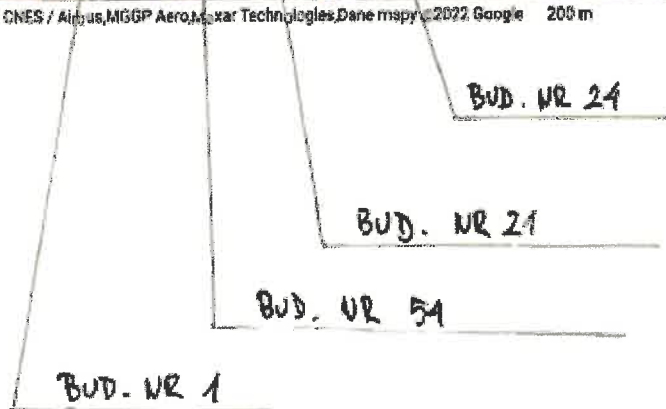 CNES / Airbus,MGGP Aero,Maxar Technologies,Dane mapy ©2022 Google 200 m
BUD. NR 24
BUD. NR 21
BUD. NR 51
BUD. NR 1